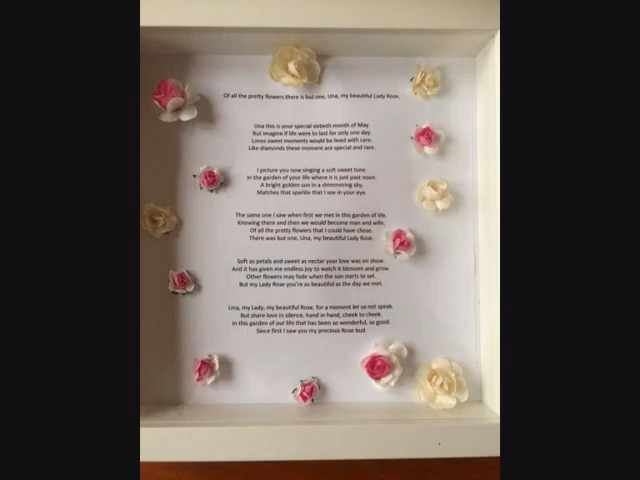 Of all the pretty flowers there is but one, Una, my beautiful Lady Rose.
Una this is your special sixtieth month of May.
But imagine if life were to last for only one day.
Loves sweet moments would be lived with care.
Like diamonds these moment are special and rare.
I picture you now singing a soft sweet tune.
In the garden of your life where it is just past noon.
A bright golden sun in a shimmering sky,
Matches that sparkle that I see in your eye.
The same one I saw when first we met in this garden of life.
Knowing there and then we would become man and wife.
Of all the pretty flowers that I could have chose.
There was but one, Una, my beautiful Lady Rose.
Soft as petals and sweet as nectar your love was on show.
And it has given me endless joy to watch it blossom and grow.
Other flowers may fade when the sun starts to set.
But my Lady Rose you're as beautiful as the day we met.
Una, my Lady, my beautiful Rose, for a moment let us not speak.
But share love in silence, hand in hand, cheek to cheek.
In this garden of our life that has been so wonderful, so good.
Since first I saw you my precious Rose bud.